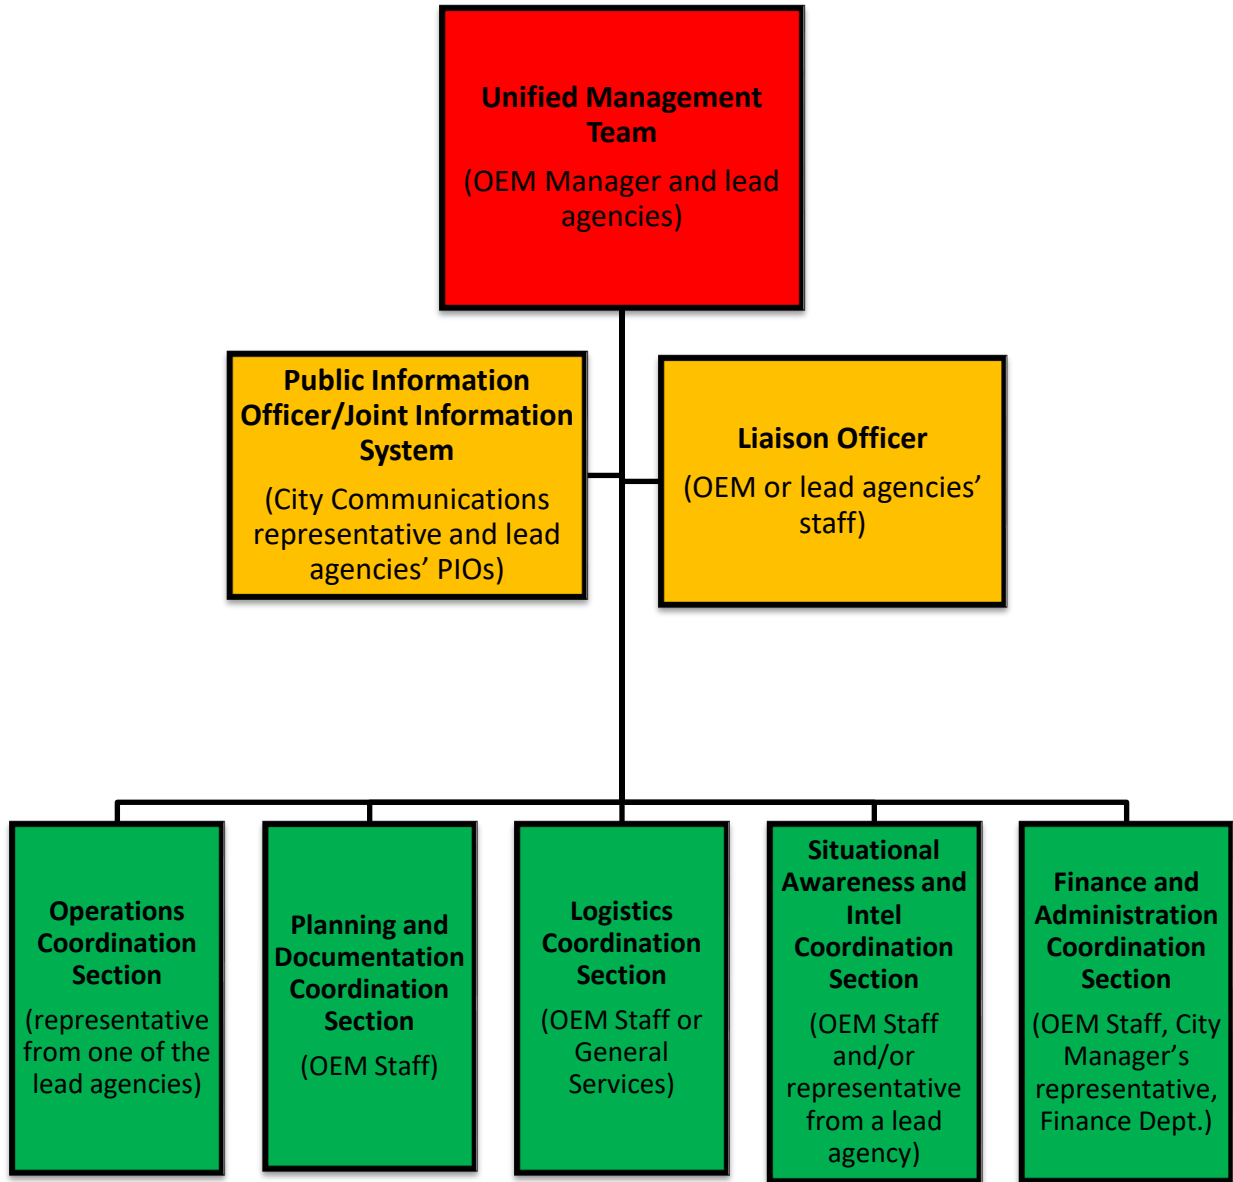 Unified Management
Team
(OEM Manager and lead
agencies)
Public Information
Officer/Joint Information
System
(City Communications
representative and lead
agencies’ PIOs)
Liaison Officer
(OEM or lead agencies’
staff)
Operations
Coordination
Section
(representative
from one of the
lead agencies)
Planning and
Documentation
Coordination
Section
(OEM Staff)
Logistics
Coordination
Section
(OEM Staff or
General
Services)
Situational
Awareness and
Intel
Coordination
Section
(OEM Staff
and/or
representative
from a lead
agency)
Finance and
Administration
Coordination
Section
(OEM Staff, City
Manager’s
representative,
Finance Dept.)